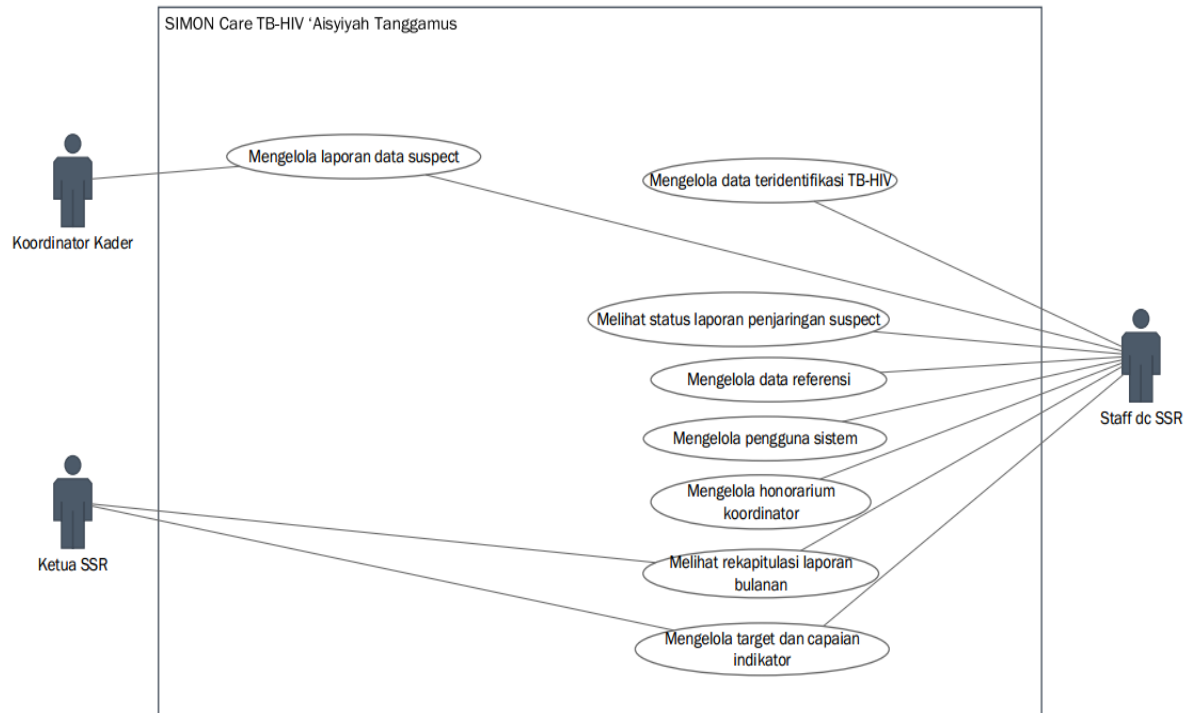 SIMON Care TB-HIV ‘Aisyiyah Tanggamus
Mengelola laporan data suspect
Mengelola data teridentifikasi TB-HIV
Koordinator Kader
Melihat status laporan penjaringan suspect
Mengelola data referensi
Staff dc SSR
Mengelola pengguna sistem
Mengelola honorarium
koordinator
Ketua SSR
Melihat rekapitulasi laporan
bulanan
Mengelola target dan capaian
indikator